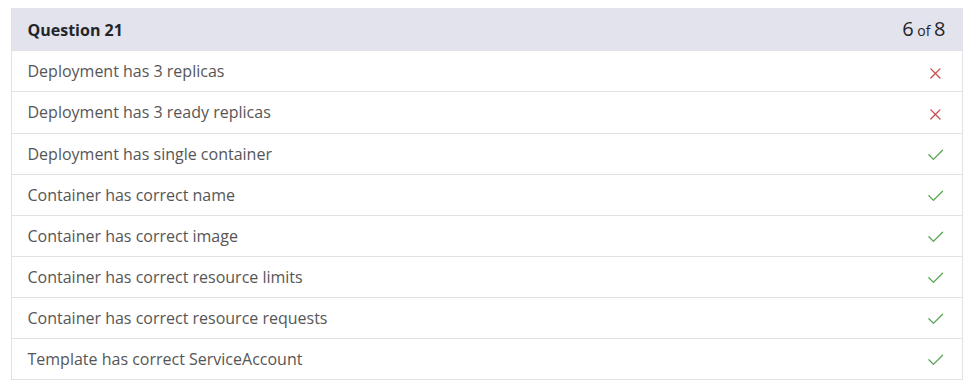 Question 21 6 of 8
Deployment has 3 replicas
Deployment has 3 ready replicas
Deployment has single container
Container has correct name
Container has correct image
Container has correct resource limits
Container has correct resource requests
Template has correct ServiceAccount